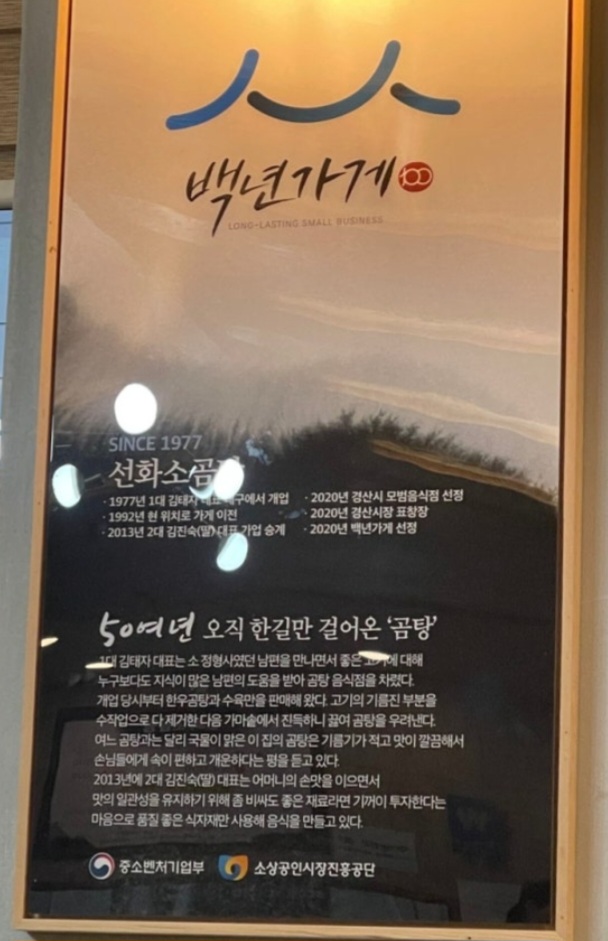 백년가게 100
LONG-LASTING SMALL BUSINESS
SINCE 1977
선화소곰탕
· 1977년 1대 김태자 대표 대구에서 개업
· 1992년 현 위치로 가게 이전
· 2013년 2대 김진숙(딸) 대표 가업 승계
· 2020년 경산시 모범음식점 선정
· 2020년 경산시장 표창장
· 2020년 백년가게 선정
50여년 오직 한길만 걸어온 ‘곰탕’
1대 김태자 대표는 소 정형사였던 남편을 만나면서 좋은 고기에 대해
누구보다도 지식이 많은 남편의 도움을 받아 곰탕 음식점을 차렸다.
개업 당시부터 한우곰탕과 수육만을 판매해 왔다. 고기의 기름진 부분을
수작업으로 다 제거한 다음 가마솥에서 진득하니 끓여 곰탕을 우려낸다.
여느 곰탕과는 달리 국물이 맑은 이 집의 곰탕은 기름기가 적고 맛이 깔끔해서
손님들에게 속이 편하고 개운하다는 평을 듣고 있다.
2013년에 2대 김진숙(딸) 대표는 어머니의 손맛을 이으면서
맛의 일관성을 유지하기 위해 좀 비싸도 좋은 재료라면 기꺼이 투자한다는
마음으로 품질 좋은 식자재만 사용해 음식을 만들고 있다.
중소벤처기업부 소상공인시장진흥공단